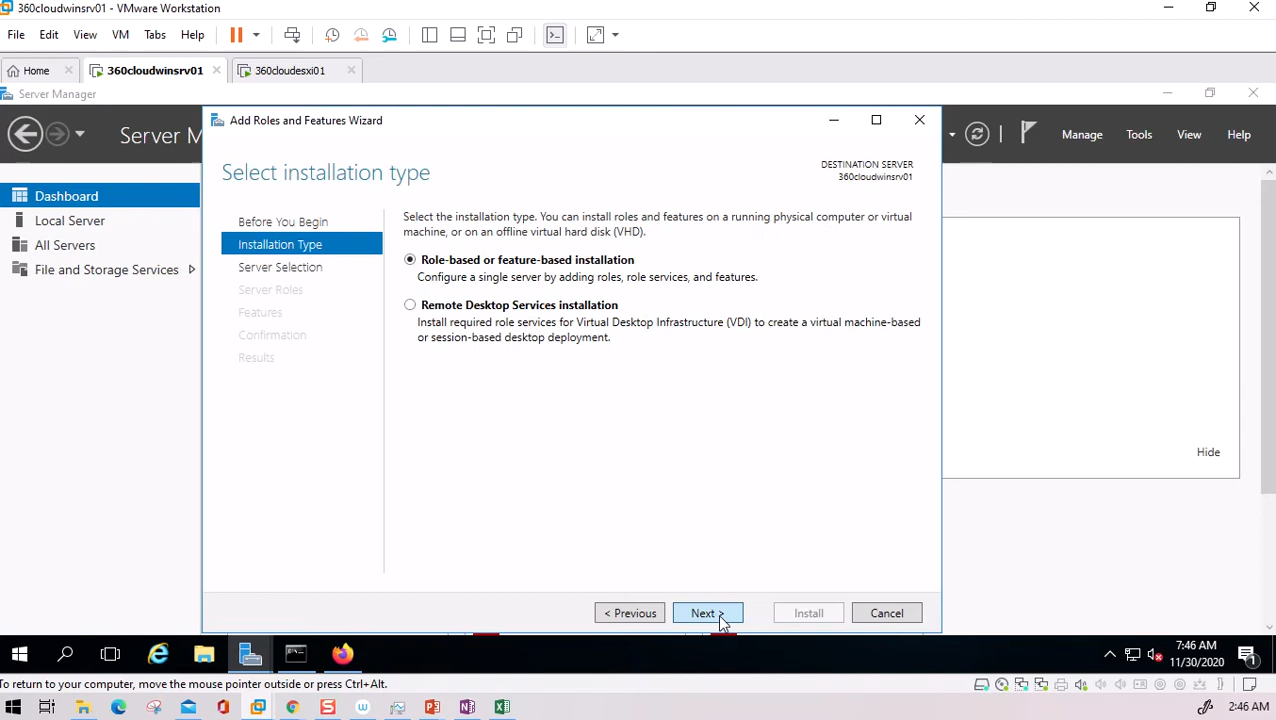 360cloudwinsrv01 - VMware Workstation
File Edit View VM Tabs Help
Home 360cloudwinsrv01 360cloudesxi01
Server Manager
Add Roles and Features Wizard
Server M
Manage Tools View Help
Select installation type
DESTINATION SERVER
360cloudwinsrv01
Dashboard
Local Server
All Servers
File and Storage Services
Before You Begin
Installation Type
Server Selection
Server Roles
Features
Confirmation
Results
Select the installation type. You can install roles and features on a running physical computer or virtual
machine, or on an offline virtual hard disk (VHD).
Role-based or feature-based installation
Configure a single server by adding roles, role services, and features.
Remote Desktop Services installation
Install required role services for Virtual Desktop Infrastructure (VDI) to create a virtual machine-based
or session-based desktop deployment.
Hide
< Previous Next > Install Cancel
7:46 AM
11/30/2020
1
To return to your computer, move the mouse pointer outside or press Ctrl+Alt.
2:46 AM